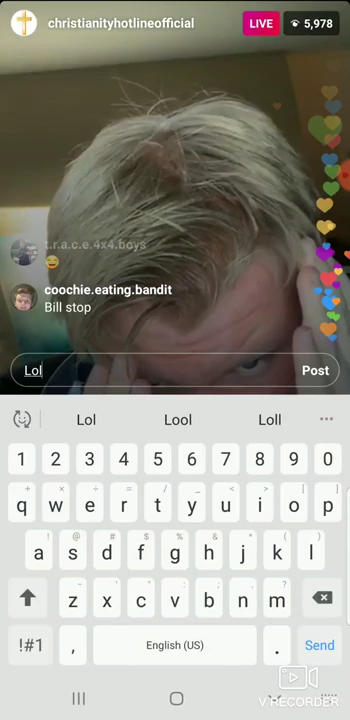 christianityhotlineofficial LIVE 5,978
t.r.a.c.e.4x4.boys
😂
coochie.eating.bandit
Bill stop
Lol Post
Lol Lool Loll
1 2 3 4 5 6 7 8 9 0
q w e r t y u i o p
a s d f g h j k l
z x c v b n m
!#1 , English (US) . Send
V RECORDER